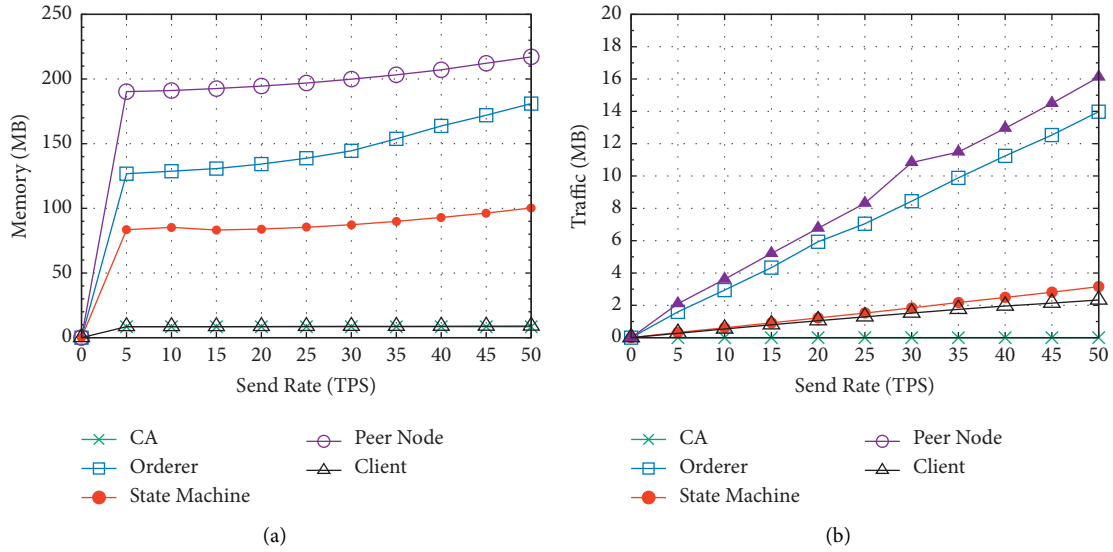 250
200
150
100
50
0
Memory (MB)
0 5 10 15 20 25 30 35 40 45 50
Send Rate (TPS)
CA
Orderer
State Machine
Peer Node
Client
(a)
20
18
16
14
12
10
8
6
4
2
0
Traffic (MB)
0 5 10 15 20 25 30 35 40 45 50
Send Rate (TPS)
CA
Orderer
State Machine
Peer Node
Client
(b)